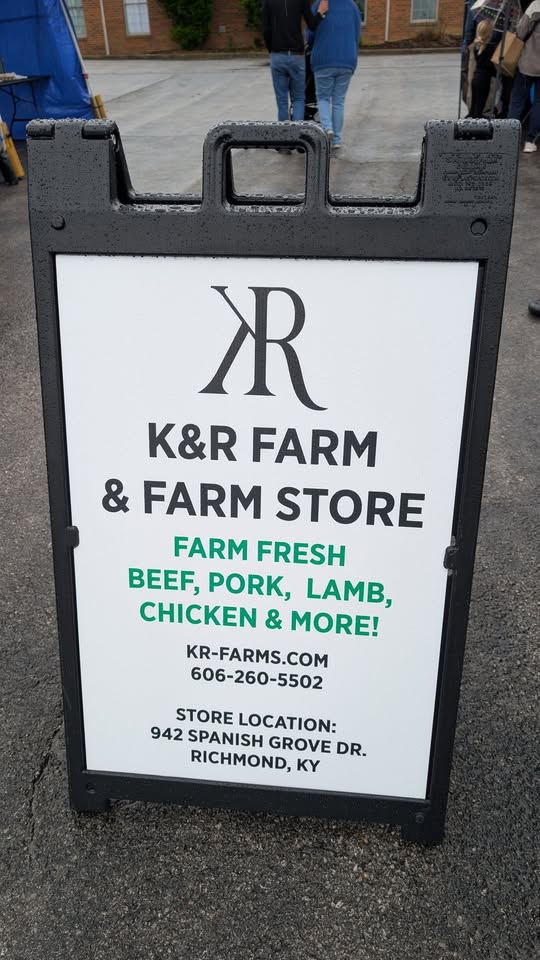 KR
K&R FARM
& FARM STORE
FARM FRESH
BEEF, PORK, LAMB,
CHICKEN & MORE!
KR-FARMS.COM
606-260-5502
STORE LOCATION:
942 SPANISH GROVE DR.
RICHMOND, KY